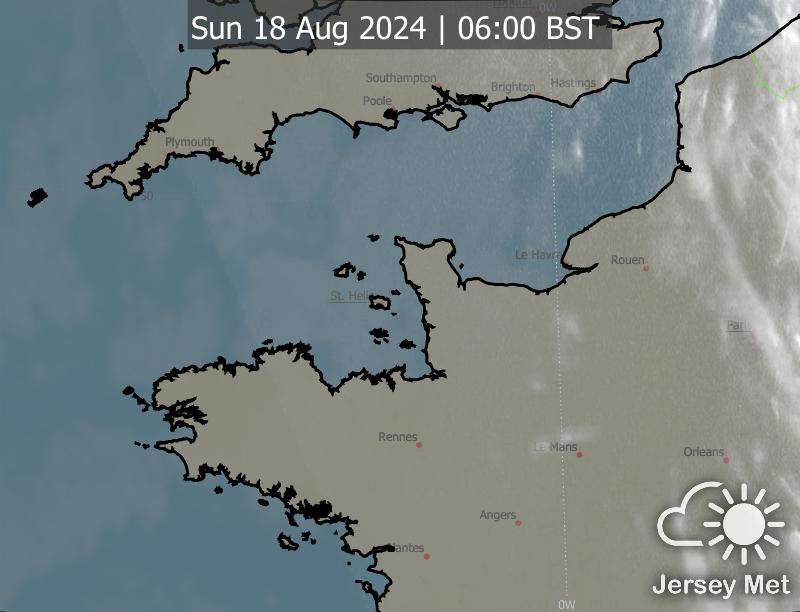 Sun 18 Aug 2024 | 06:00 BST
0W
Southampton
Brighton
Hastings
Poole
Plymouth
50
Le Havre
Rouen
St. Helier
Rennes
Le Mans
Orleans
Angers
Nantes
Jersey Met
0W